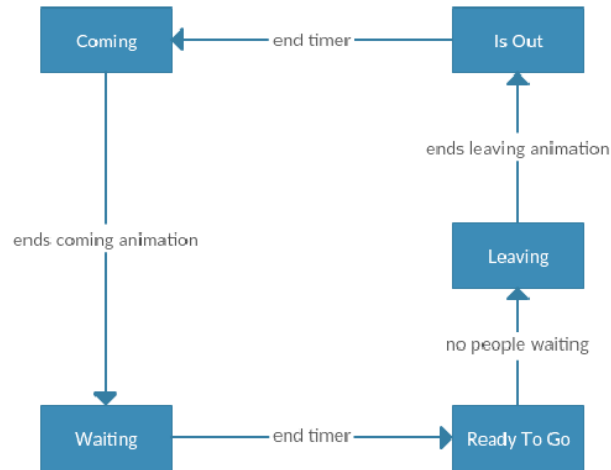 Coming
end timer
Is Out
ends leaving animation
ends coming animation
Leaving
no people waiting
Waiting
end timer
Ready To Go